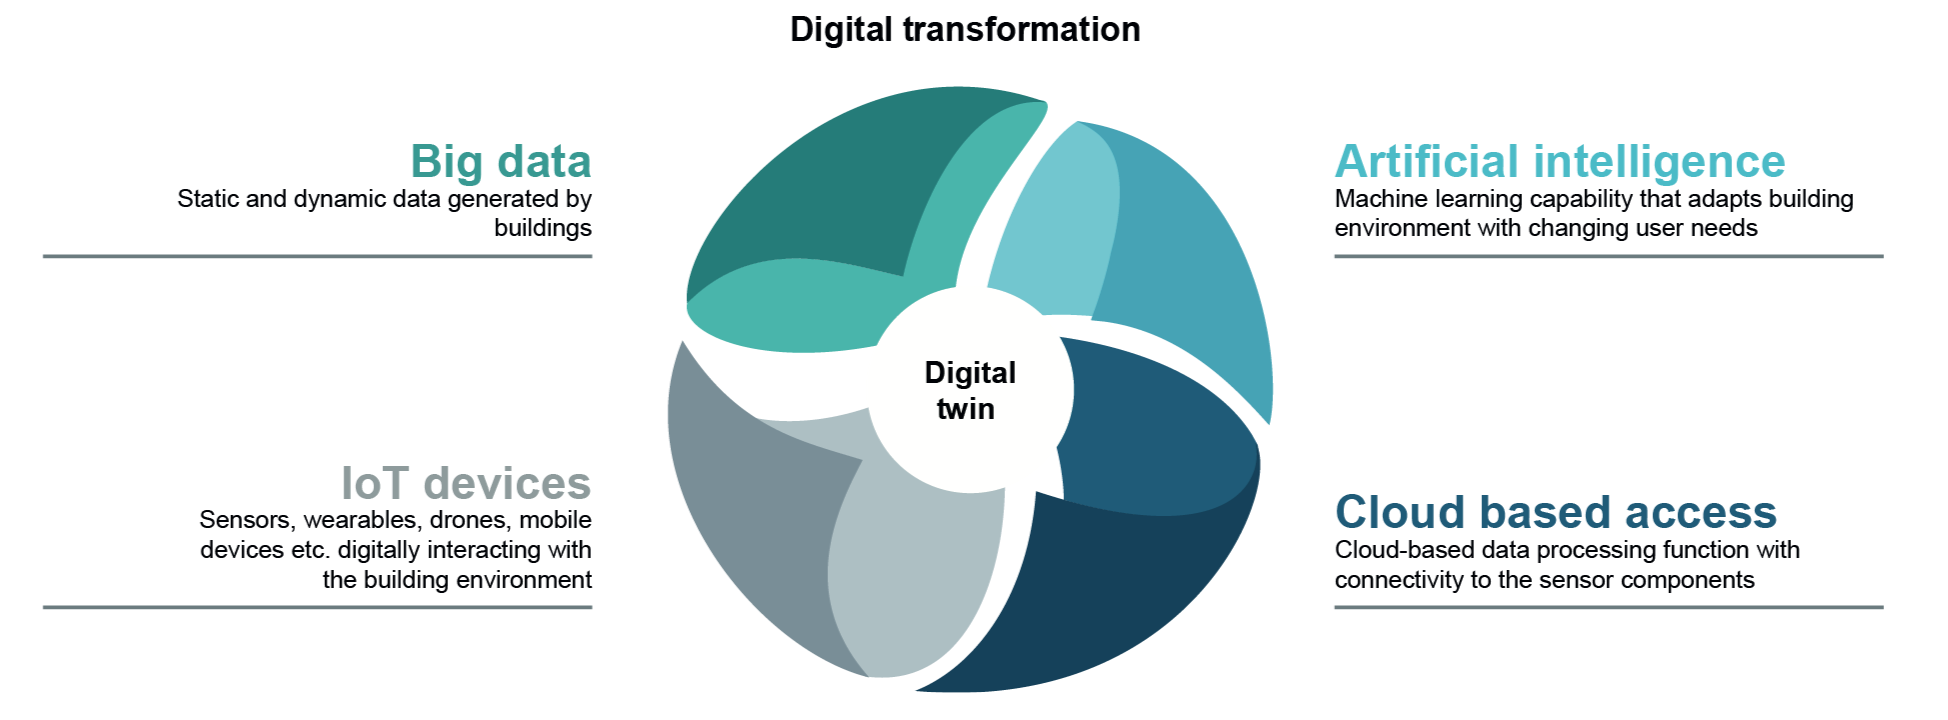 Digital transformation
Big data
Static and dynamic data generated by
buildings
Artificial intelligence
Machine learning capability that adapts building
environment with changing user needs
Digital
twin
IoT devices
Sensors, wearables, drones, mobile
devices etc. digitally interacting with
the building environment
Cloud based access
Cloud-based data processing function with
connectivity to the sensor components